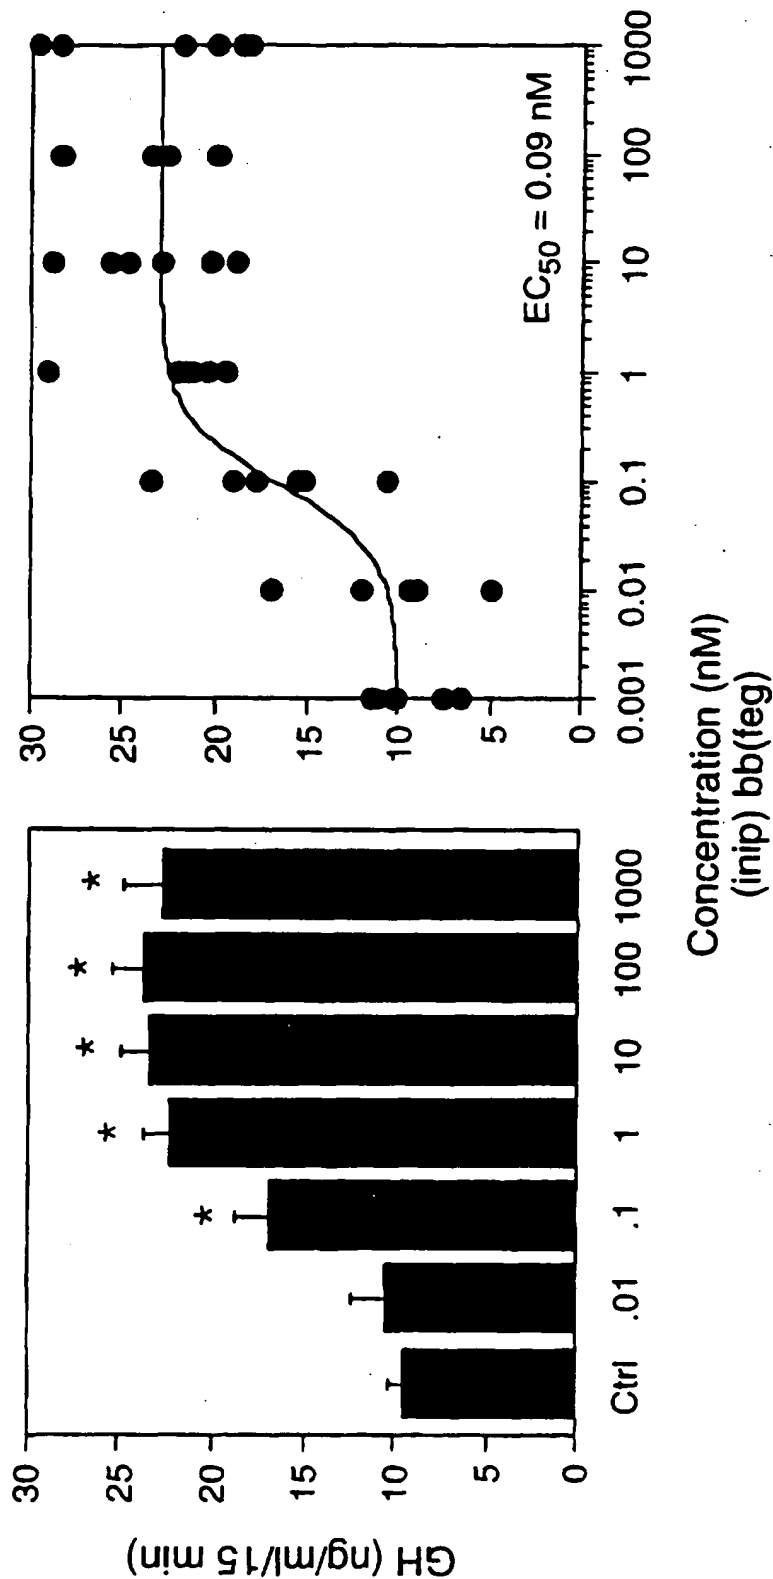 GH (ng/ml/15 min)
30
25
20
15
10
5
0
Ctrl .01 .1 1 10 100 1000
* * * * *
30
25
20
15
10
5
0
EC50 = 0.09 nM
0.001 0.01 0.1 1 10 100 1000
Concentration (nM)
(inip) bb(feg)